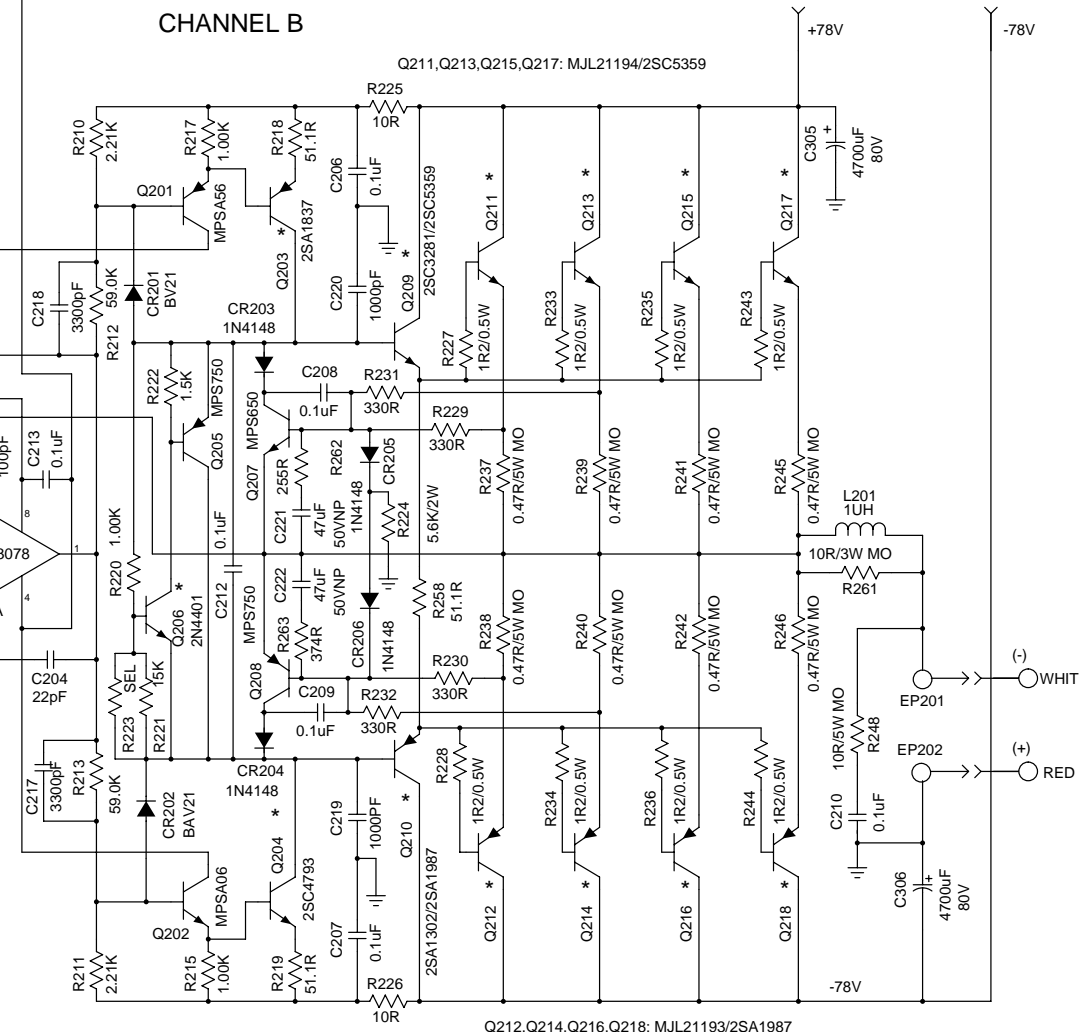 CHANNEL B
+78V
-78V
Q211,Q213,Q215,Q217: MJL21194/2SC5359
R225
10R
R210
2.21K
R217
1.00K
R218
51.1R
C206
0.1uF
C305
+
4700uF
80V
Q201
MPSA56
*
Q203
2SA1837
2SC3281/2SC5359
*
Q209
*
Q211
*
Q213
*
Q215
*
Q217
C218
3300pF
59.0K
R212
CR201
BV21
C220
1000pF
CR203
1N4148
R227
1R2/0.5W
R233
1R2/0.5W
R235
1R2/0.5W
R243
1R2/0.5W
R222
1.5K
MPS750
Q205
C208
0.1uF
R231
330R
R229
330R
MPS650
Q207
255R
R262
CR205
1N4148
100pF
C213
0.1uF
8
3078
1
4
A
R237
0.47R/5W MO
R239
0.47R/5W MO
R241
0.47R/5W MO
R245
0.47R/5W MO
L201
1UH
10R/3W MO
R261
C221
47uF
50VNP
R224
5.6K/2W
1.00K
R220
0.1uF
C212
*
Q206
2N4401
C222
47uF
50VNP
MPS750
R263
374R
Q208
CR206
1N4148
R258
51.1R
R238
0.47R/5W MO
R240
0.47R/5W MO
R242
0.47R/5W MO
R246
0.47R/5W MO
C204
22pF
SEL
R223
15K
R221
R230
330R
C209
0.1uF
R232
330R
(-)
WHIT
EP201
10R/5W MO
R248
EP202
(+)
RED
C217
3300pF
R213
59.0K
CR204
1N4148
CR202
BAV21
*
Q204
2SC4793
C219
1000PF
*
Q210
2SA1302/2SA1987
R228
1R2/0.5W
R234
1R2/0.5W
R236
1R2/0.5W
R244
1R2/0.5W
C210
0.1uF
C306
+
4700uF
80V
MPSA06
Q202
*
Q212
*
Q214
*
Q216
*
Q218
R211
2.21K
R215
1.00K
R219
51.1R
C207
0.1uF
R226
10R
-78V
Q212,Q214,Q216,Q218: MJL21193/2SA1987